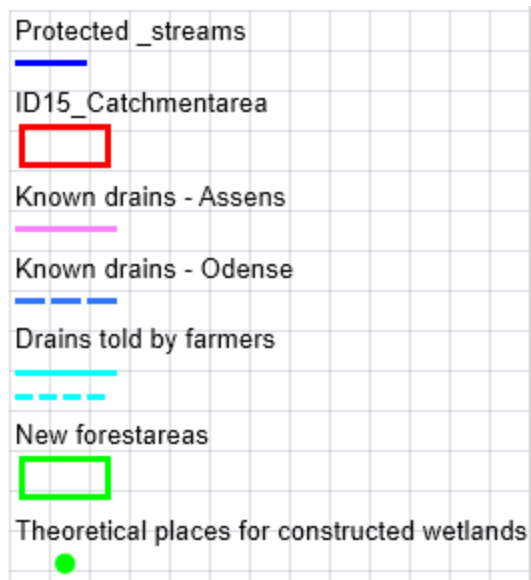 Protected _streams
ID15_Catchmentarea
Known drains - Assens
Known drains - Odense
Drains told by farmers
New forestareas
Theoretical places for constructed wetlands